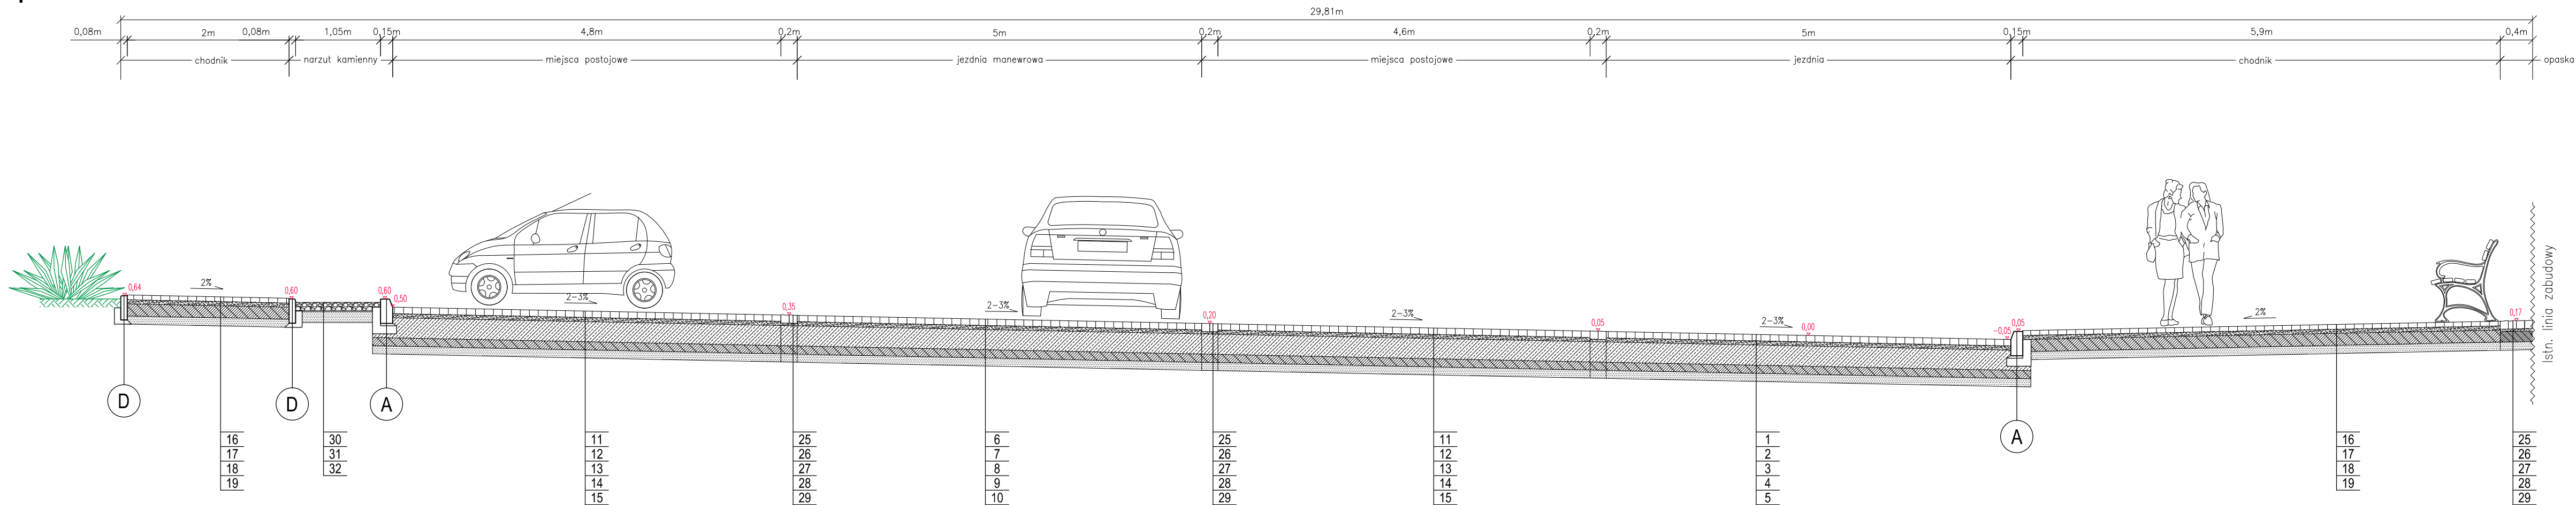 29,81m
0,08m 2m 0,08m 1,05m 0,15m 4,8m 0,2m 5m 0,2m 4,6m 0,2m 5m 0,15m 5,9m 0,4m
chodnik narzut kamienny miejsca postojowe jezdnia manewrowa miejsca postojowe jezdnia chodnik opaska
Istn. linia zabudowy
0,64 2% 0,60 0,60 0,50 2-3% 0,35 2-3% 0,20 2-3% 0,05 2-3% 0,00 -0,05 0,05 2% 0,17
D D A A
16 30 11 25 6 25 11 1 16 25
17 31 12 26 7 26 12 2 17 26
18 32 13 27 8 27 13 3 18 27
19 14 28 9 28 14 4 19 28
15 29 10 29 15 5 29